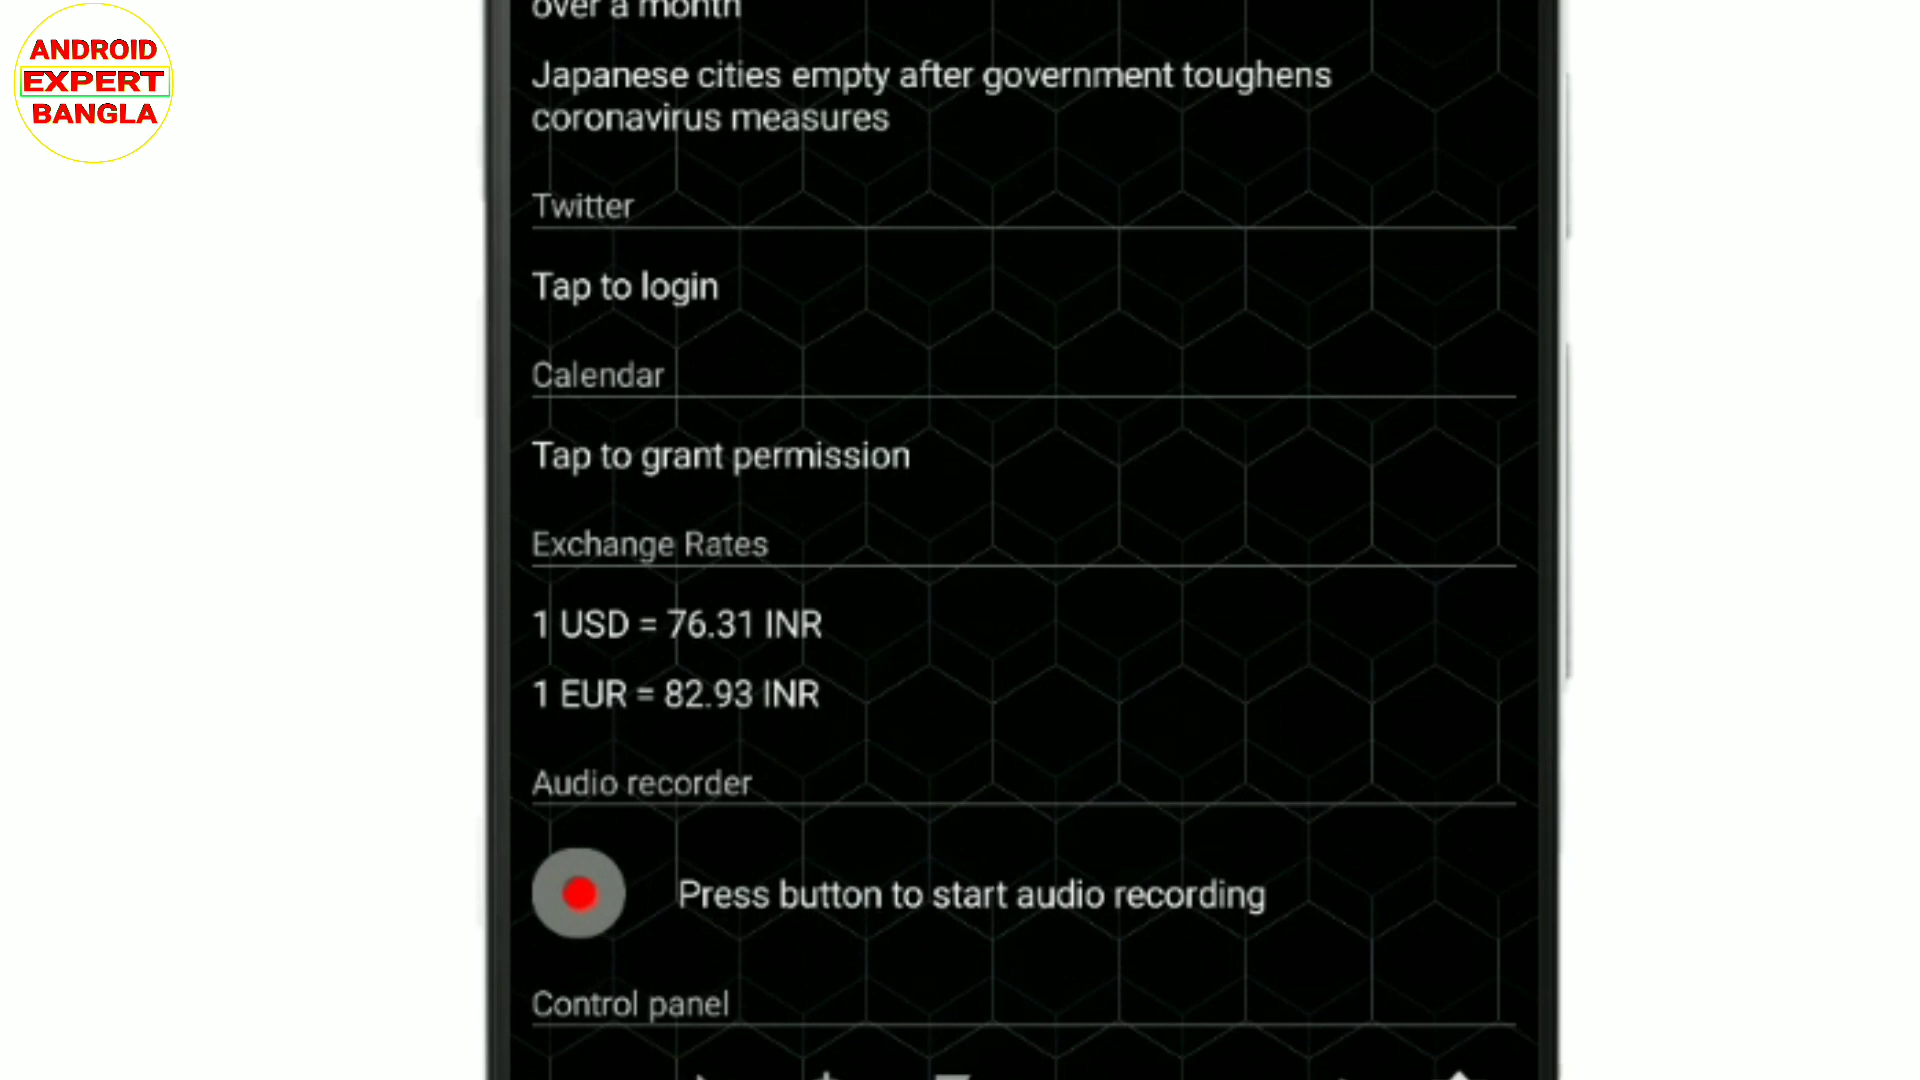 ANDROID
EXPERT
BANGLA
over a month
Japanese cities empty after government toughens
coronavirus measures
Twitter
Tap to login
Calendar
Tap to grant permission
Exchange Rates
1 USD = 76.31 INR
1 EUR = 82.93 INR
Audio recorder
Press button to start audio recording
Control panel